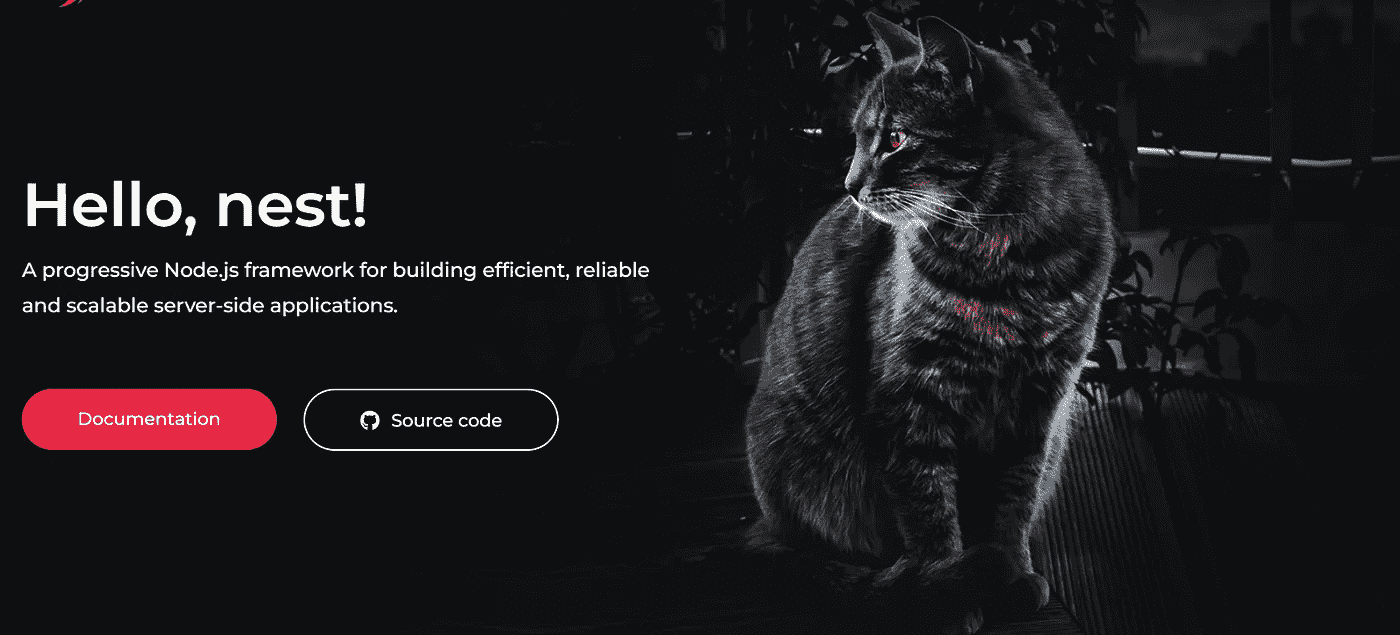 Hello, nest!
A progressive Node.js framework for building efficient, reliable
and scalable server-side applications.
Documentation
Source code